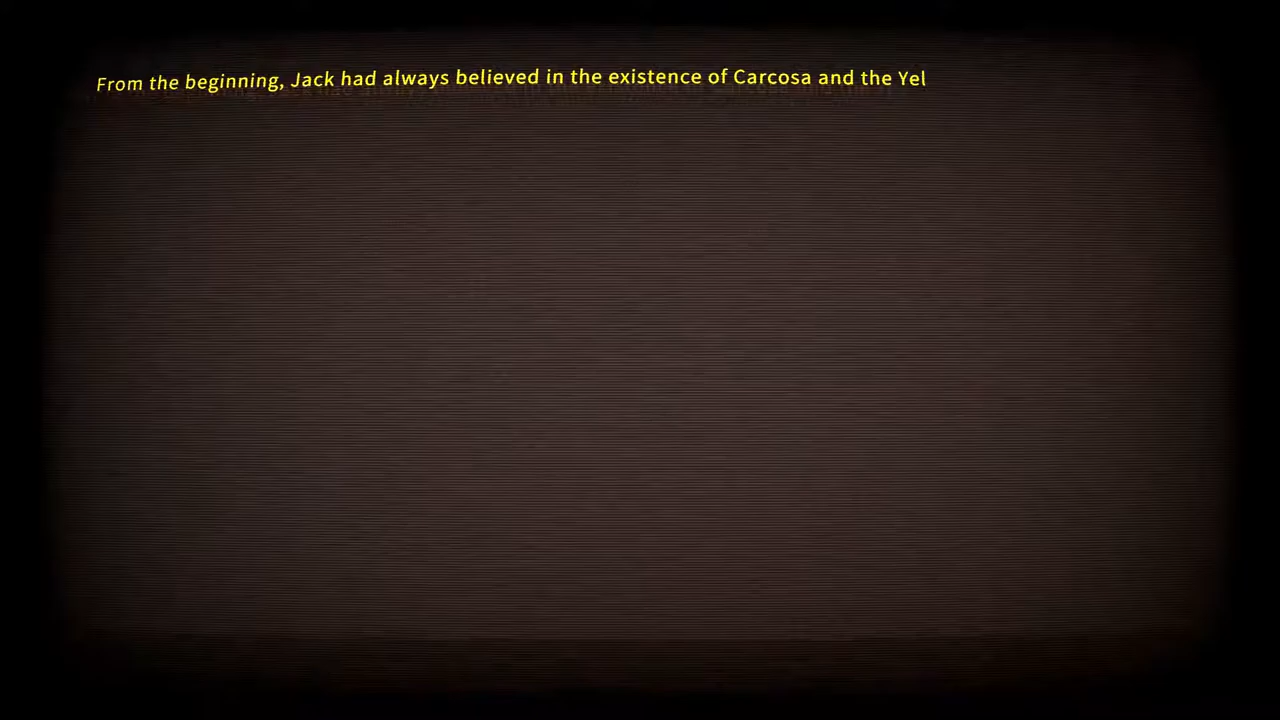 From the beginning, Jack had always believed in the existence of Carcosa and the Yel